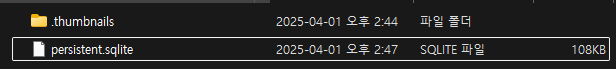 .thumbnails 2025-04-01 오후 2:44 파일 폴더
persistent.sqlite 2025-04-01 오후 2:47 SQLITE 파일 108KB